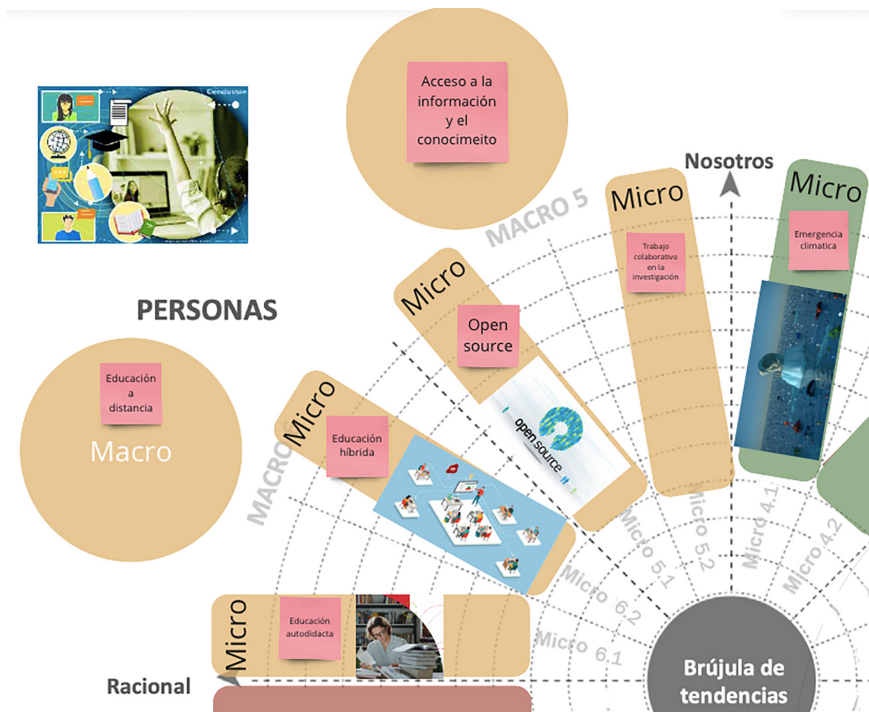 CienciaUSAM
Acceso a la
información
y el
conocimeito
Nosotros
Micro
Emergencia
climatica
Micro
Trabajo
colaborativo
en la
investigación
MACRO 5
Micro
Open
source
open source
PERSONAS
Educación
a
distancia
Macro
Micro
Educación
híbrida
MACRO
Micro 4.1
Micro 4.2
Micro 5.2
Micro 5.1
Micro 6.2
Micro 6.1
Micro
Educación
autodidacta
Racional
Brújula de
tendencias